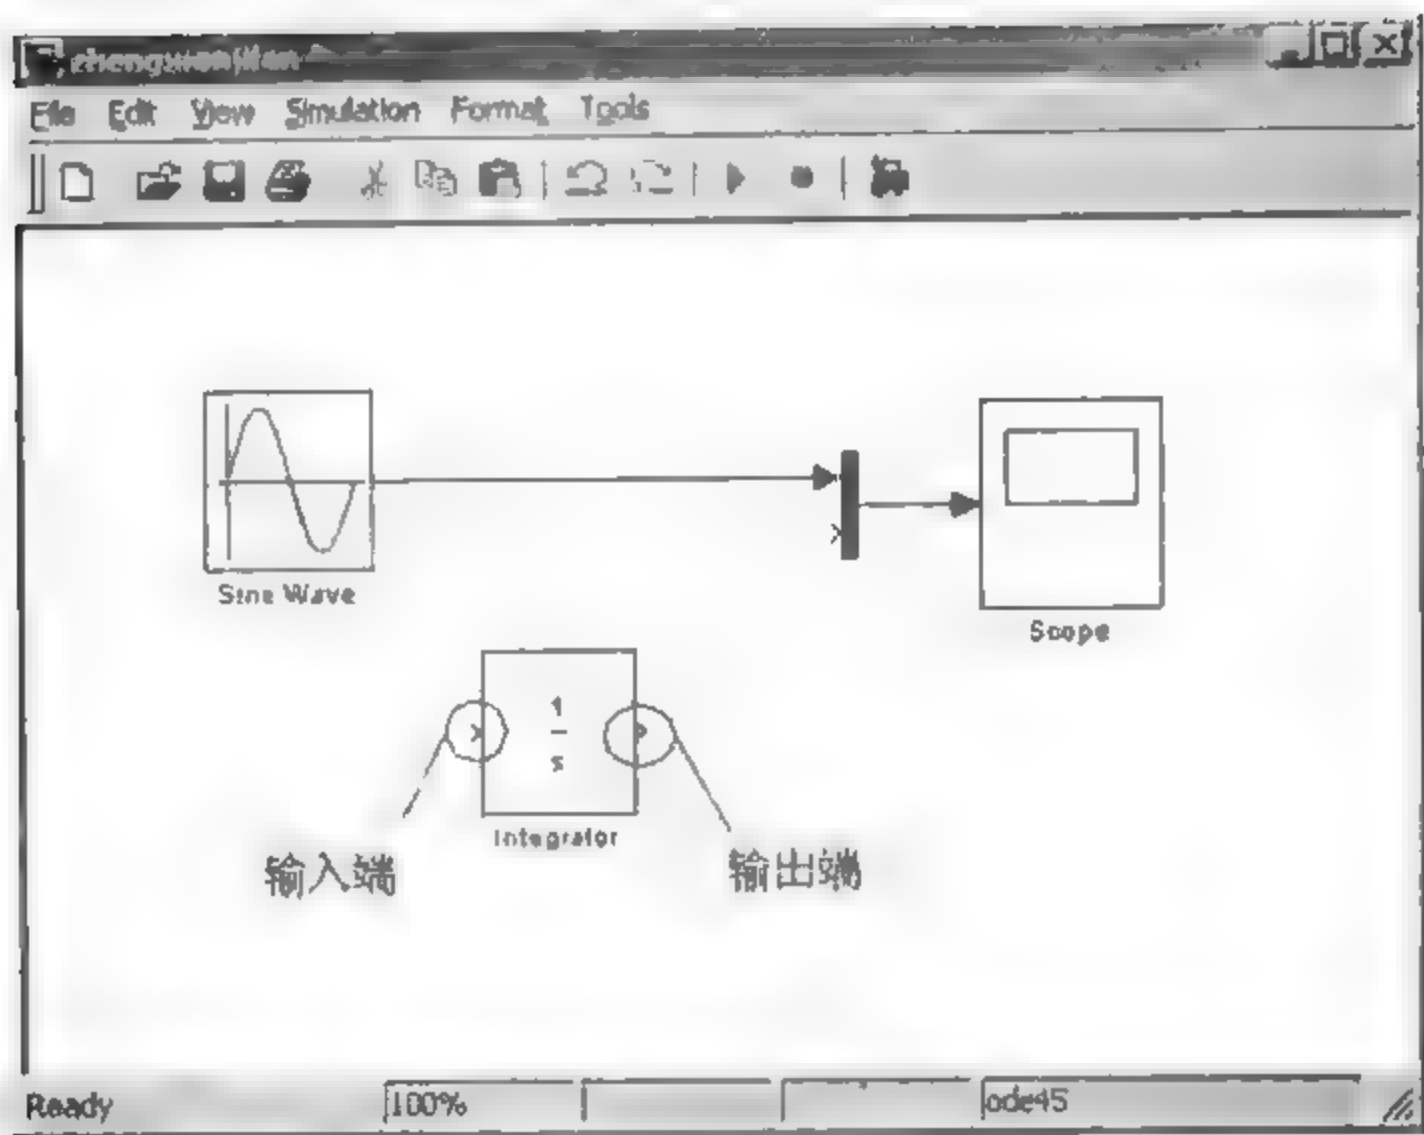 File Edit View Simulation Format Tools
Sine Wave
Scope
1
s
Integrator
输入端
输出端
Ready
100%
ode45